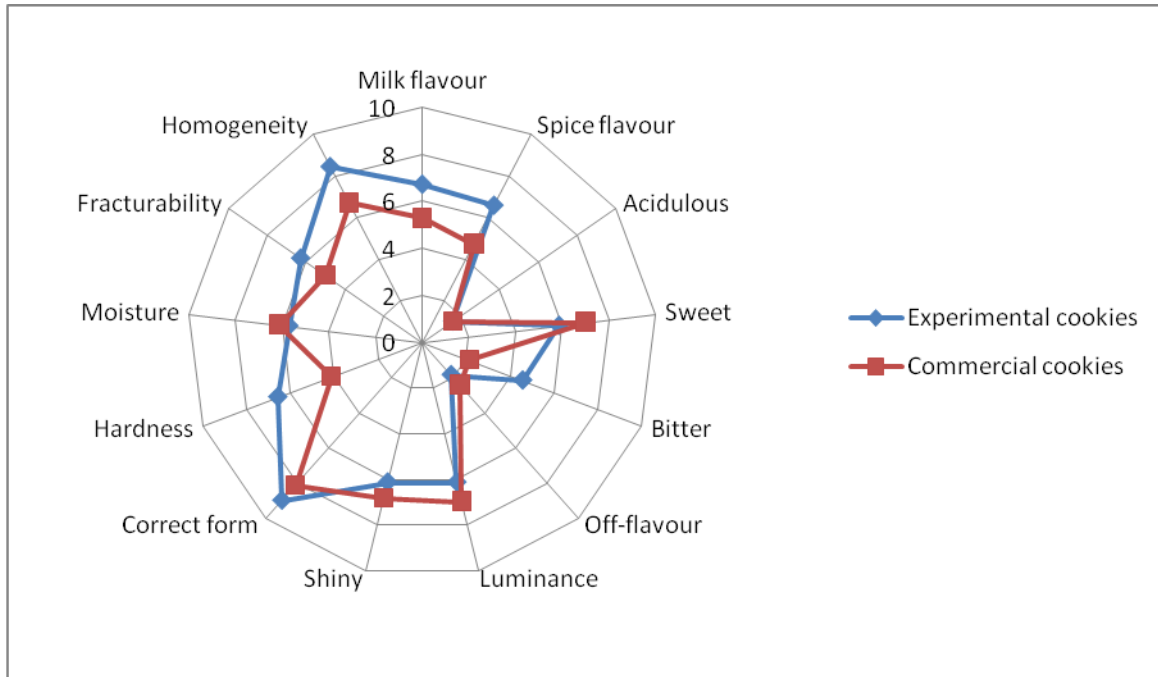 Milk flavour
10
Homogeneity
Spice flavour
8
Fracturability
6
Acidulous
4
Moisture
2
Sweet
0
Experimental cookies
Commercial cookies
Hardness
Bitter
Correct form
Off-flavour
Shiny
Luminance